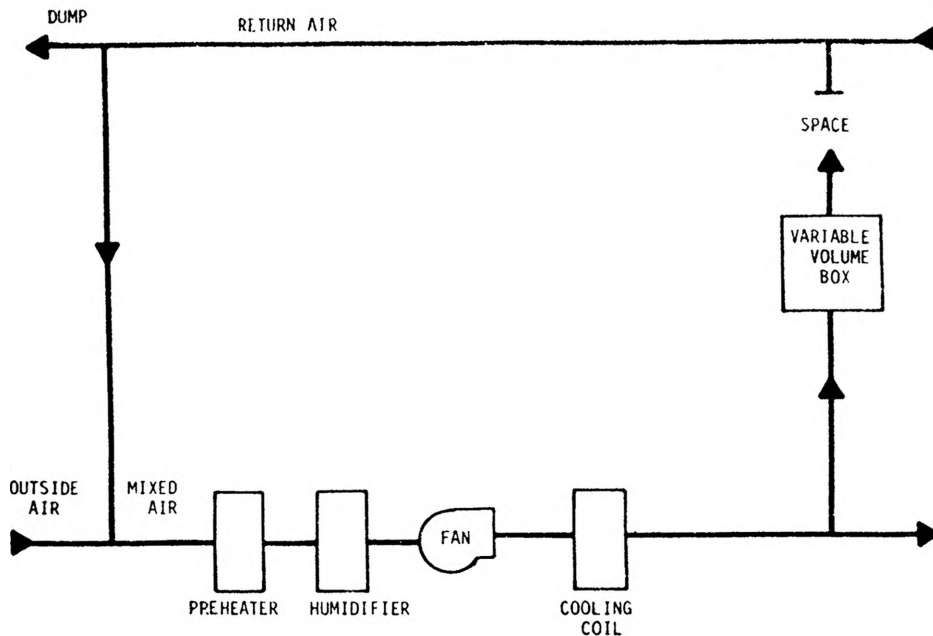 DUMP
RETURN AIR
SPACE
VARIABLE
VOLUME
BOX
OUTSIDE
AIR
MIXED
AIR
FAN
PREHEATER
HUMIDIFIER
COOLING
COIL